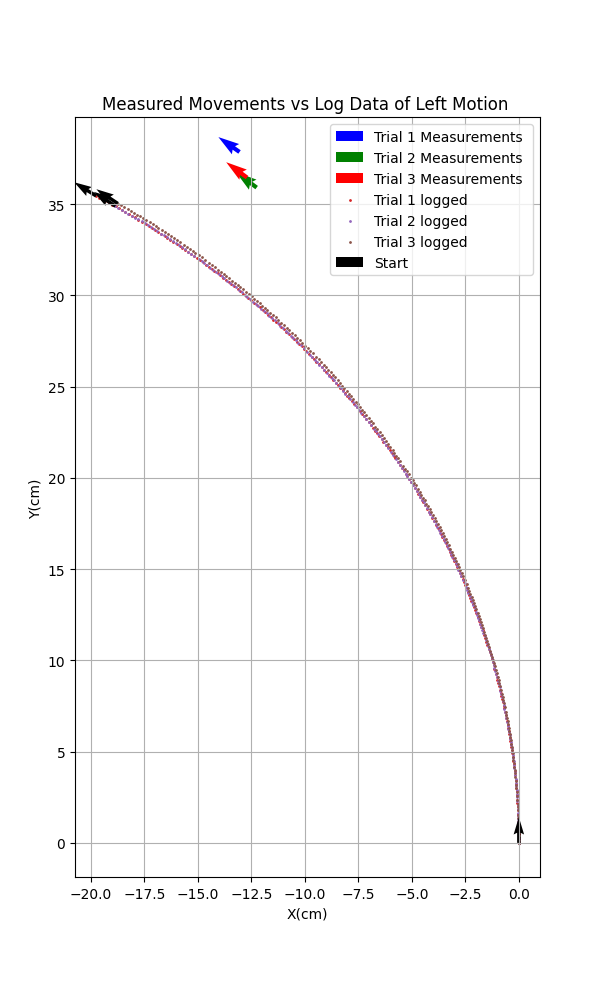 Measured Movements vs Log Data of Left Motion
Trial 1 Measurements
Trial 2 Measurements
Trial 3 Measurements
Trial 1 logged
Trial 2 logged
Trial 3 logged
Start
35
30
25
20
15
10
5
0
Y(cm)
−20.0 −17.5 −15.0 −12.5 −10.0 −7.5 −5.0 −2.5 0.0
X(cm)